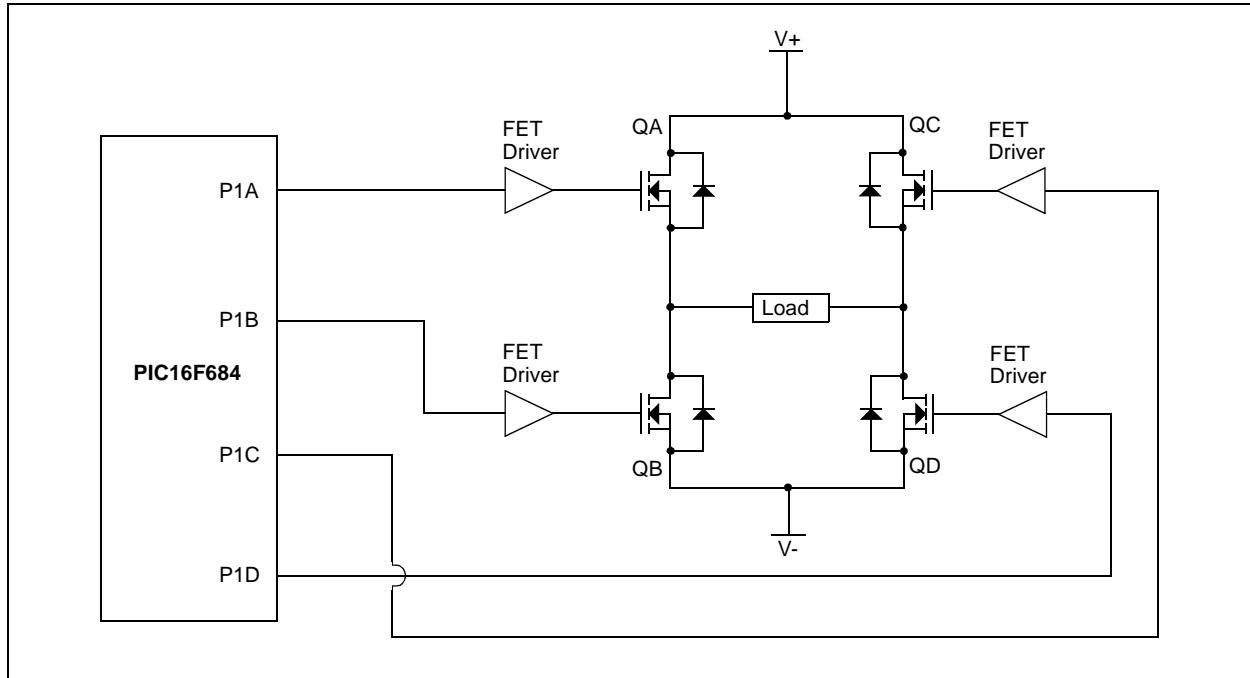 V+
FET
Driver
QA
QC
FET
Driver
P1A
P1B
Load
FET
Driver
FET
Driver
PIC16F684
P1C
QB
QD
V-
P1D